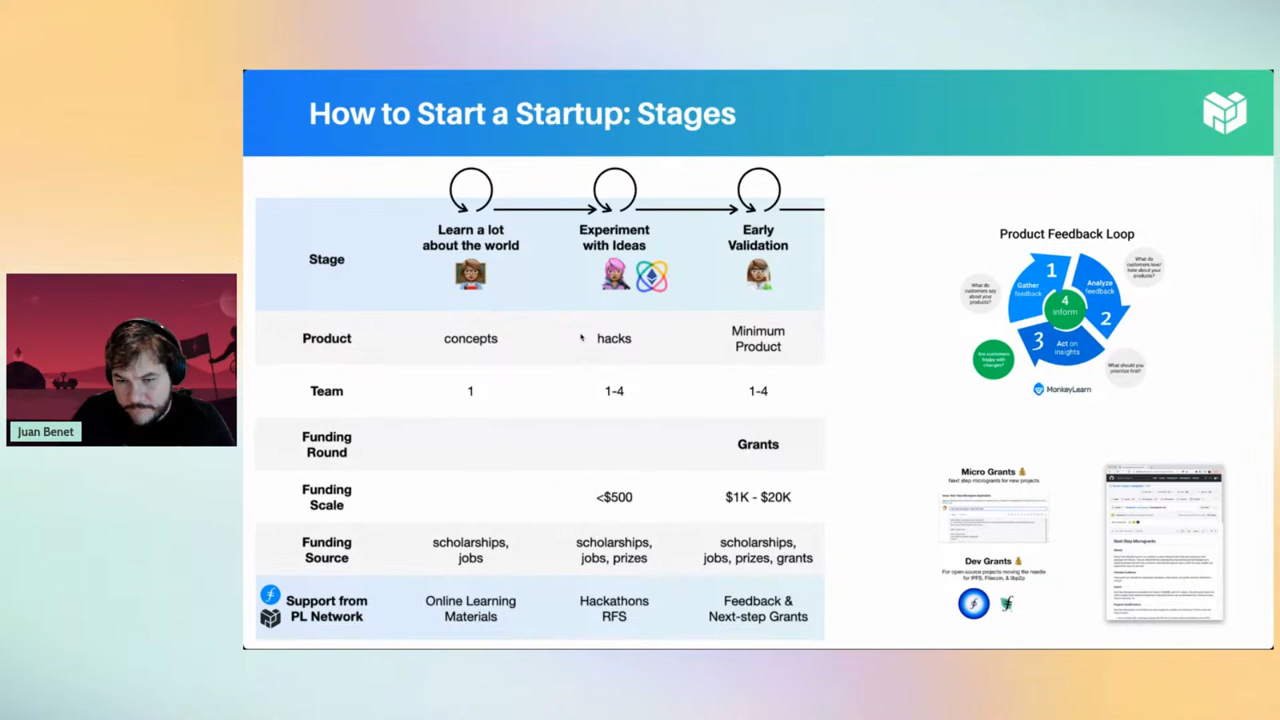 How to Start a Startup: Stages
Stage
Learn a lot
about the world
Experiment
with Ideas
Early
Validation
Product
concepts
hacks
Minimum
Product
Team
1
1-4
1-4
Funding
Round
Grants
Funding
Scale
<$500
$1K - $20K
Funding
Source
scholarships,
jobs
scholarships,
jobs, prizes
scholarships,
jobs, prizes, grants
Support from
PL Network
Online Learning
Materials
Hackathons
RFS
Feedback &
Next-step Grants
Product Feedback Loop
1
Gather
feedback
Analyze
feedback
2
3
Act on
insights
4
Inform
What do
customers say
about your
products?
What do
customers love/
hate about your
products?
What should you
prioritize first?
Are customers
happy with
changes?
MonkeyLearn
Micro Grants
Next step microgrants for new projects
Dev Grants
For open-source projects moving the needle
for IPFS, Filecoin, & libp2p
Next Step Microgrants
Juan Benet